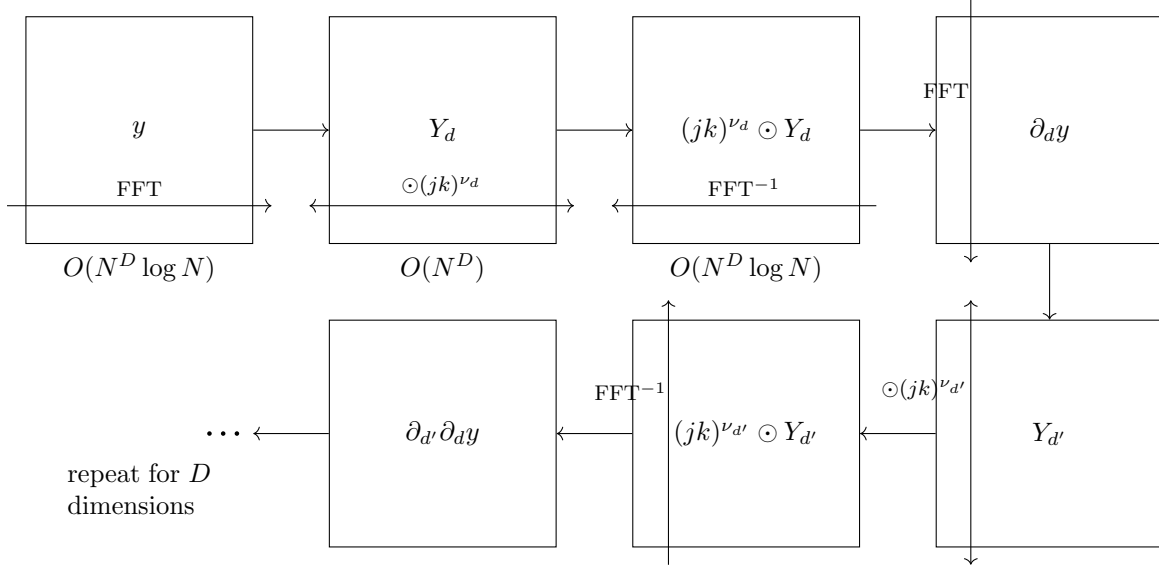 y
Y_d
(jk)^{ν_d} ⊙ Y_d
∂_d y
FFT
⊙(jk)^{ν_d}
FFT^{-1}
FFT
O(N^D log N)
O(N^D)
O(N^D log N)
∂_{d'}∂_d y
FFT^{-1}
(jk)^{ν_{d'}} ⊙ Y_{d'}
⊙(jk)^{ν_{d'}}
Y_{d'}
...
repeat for D
dimensions